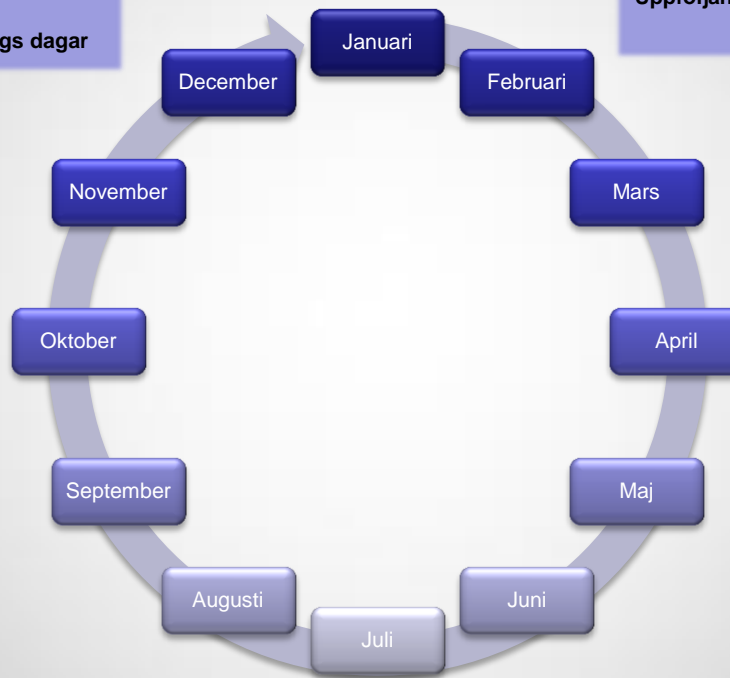 gs dagar
Januari
Februari
Mars
April
Maj
Juni
Juli
Augusti
September
Oktober
November
December